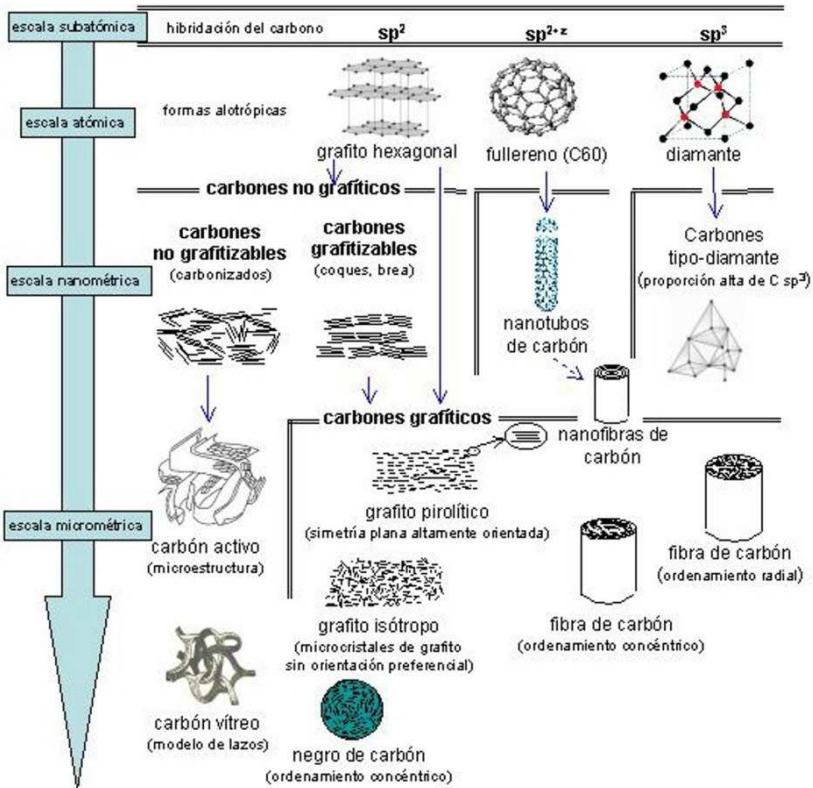 escala subatómica
hibridación del carbono
sp²
sp²⁺ᶻ
sp³
escala atómica
formas alotrópicas
grafito hexagonal
fullereno (C60)
diamante
carbones no grafíticos
carbones
no grafitizables
(carbonizados)
carbones
grafitizables
(coques, brea)
escala nanométrica
nanotubos
de carbón
Carbones
tipo-diamante
(proporción alta de C sp³)
carbones grafíticos
nanofibras de
carbón
grafito pirolítico
(simetría plana altamente orientada)
escala micrométrica
carbón activo
(microestructura)
fibra de carbón
(ordenamiento radial)
grafito isótropo
(microcristales de grafito
sin orientación preferencial)
fibra de carbón
(ordenamiento concéntrico)
carbón vítreo
(modelo de lazos)
negro de carbón
(ordenamiento concéntrico)